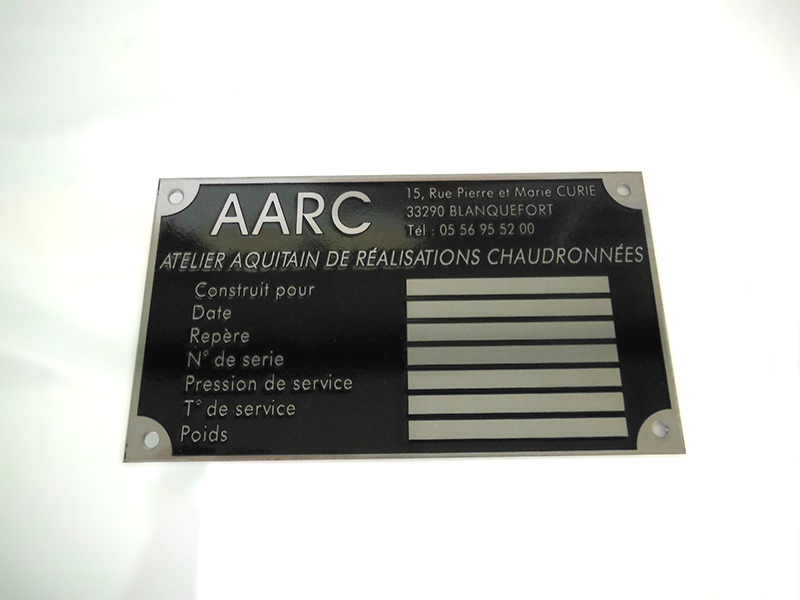 AARC
15, Rue Pierre et Marie CURIE
33290 BLANQUEFORT
Tél : 05 56 95 52 00
ATELIER AQUITAIN DE RÉALISATIONS CHAUDRONNÉES
Construit pour
Date
Repère
N° de serie
Pression de service
T° de service
Poids